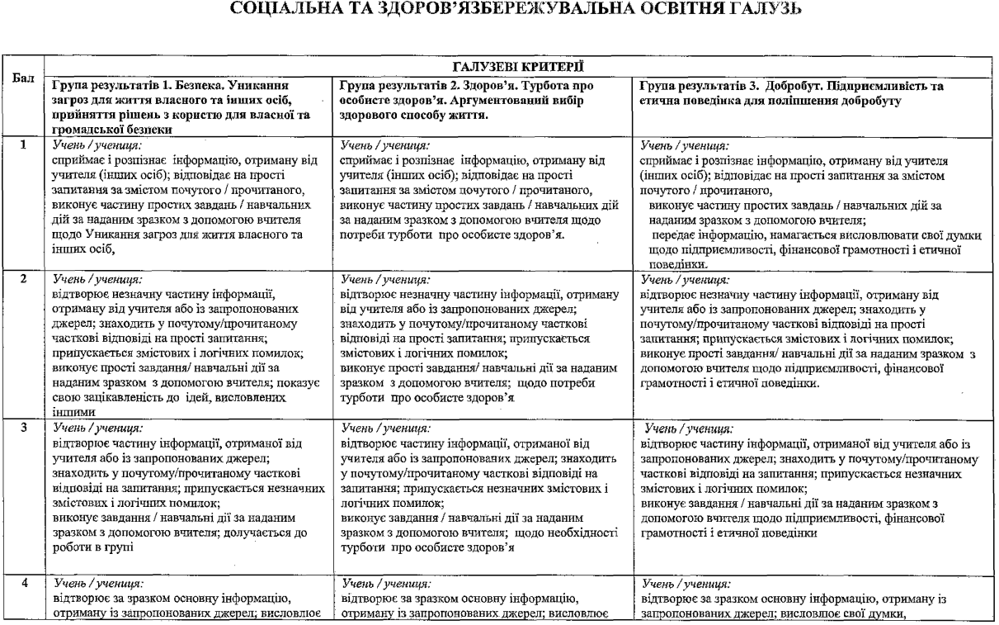 СОЦІАЛЬНА ТА ЗДОРОВ’ЯЗБЕРЕЖУВАЛЬНА ОСВІТНЯ ГАЛУЗЬ
Бал
ГАЛУЗЕВІ КРИТЕРІЇ
Група результатів 1. Безпека. Уникання
загроз для життя власного та інших осіб,
прийняття рішень з користю для власної та
громадської безпеки
Група результатів 2. Здоров’я. Турбота про
особисте здоров’я. Аргументований вибір
здорового способу життя.
Група результатів 3. Добробут. Підприємливість та
етична поведінка для поліпшення добробуту
1
Учень / учениця:
сприймає і розпізнає інформацію, отриману від
учителя (інших осіб); відповідає на прості
запитання за змістом почутого / прочитаного,
виконує частину простих завдань / навчальних
дій за наданим зразком з допомогою вчителя
щодо Уникання загроз для життя власного та
інших осіб,
Учень / учениця:
сприймає і розпізнає інформацію, отриману від
учителя (інших осіб); відповідає на прості
запитання за змістом почутого / прочитаного,
виконує частину простих завдань / навчальних дій
за наданим зразком з допомогою вчителя щодо
потреби турботи про особисте здоров’я.
Учень / учениця:
сприймає і розпізнає інформацію, отриману від учителя
(інших осіб); відповідає на прості запитання за змістом
почутого / прочитаного,
виконує частину простих завдань / навчальних дій за
наданим зразком з допомогою вчителя;
передає інформацію, намагається висловлювати свої думки
щодо підприємливості, фінансової грамотності і етичної
поведінки.
2
Учень / учениця:
відтворює незначну частину інформації,
отриману від учителя або із запропонованих
джерел; знаходить у почутому/прочитаному
часткові відповіді на прості запитання;
припускається змістових і логічних помилок;
виконує прості завдання/ навчальні дії за
наданим зразком з допомогою вчителя; показує
свою зацікавленість до ідей, висловлених
іншими
Учень / учениця:
відтворює незначну частину інформації, отриману
від учителя або із запропонованих джерел;
знаходить у почутому/прочитаному часткові
відповіді на прості запитання; припускається
змістових і логічних помилок;
виконує прості завдання/ навчальні дії за наданим
зразком з допомогою вчителя; щодо потреби
турботи про особисте здоров’я
Учень / учениця:
відтворює незначну частину інформації, отриману від
учителя або із запропонованих джерел; знаходить у
почутому/прочитаному часткові відповіді на прості
запитання; припускається змістових і логічних помилок;
виконує прості завдання/ навчальні дії за наданим зразком з
допомогою вчителя щодо підприємливості, фінансової
грамотності і етичної поведінки.
3
Учень / учениця:
відтворює частину інформації, отриманої від
учителя або із запропонованих джерел;
знаходить у почутому/прочитаному часткові
відповіді на запитання; припускається незначних
змістових і логічних помилок;
виконує завдання / навчальні дії за наданим
зразком з допомогою вчителя; долучається до
роботи в групі
Учень / учениця:
відтворює частину інформації, отриманої від
учителя або із запропонованих джерел; знаходить
у почутому/прочитаному часткові відповіді на
запитання; припускається незначних змістових і
логічних помилок;
виконує завдання / навчальні дії за наданим
зразком з допомогою вчителя; щодо необхідності
турботи про особисте здоров’я
Учень / учениця:
відтворює частину інформації, отриманої від учителя або із
запропонованих джерел; знаходить у почутому/прочитаному
часткові відповіді на запитання; припускається незначних
змістових і логічних помилок;
виконує завдання / навчальні дії за наданим зразком з
допомогою вчителя щодо підприємливості, фінансової
грамотності і етичної поведінки
4
Учень / учениця:
відтворює за зразком основну інформацію,
отриману із запропонованих джерел; висловлює
Учень / учениця:
відтворює за зразком основну інформацію,
отриману із запропонованих джерел; висловлює
Учень / учениця:
відтворює за зразком основну інформацію, отриману із
запропонованих джерел; висловлює свої думки,